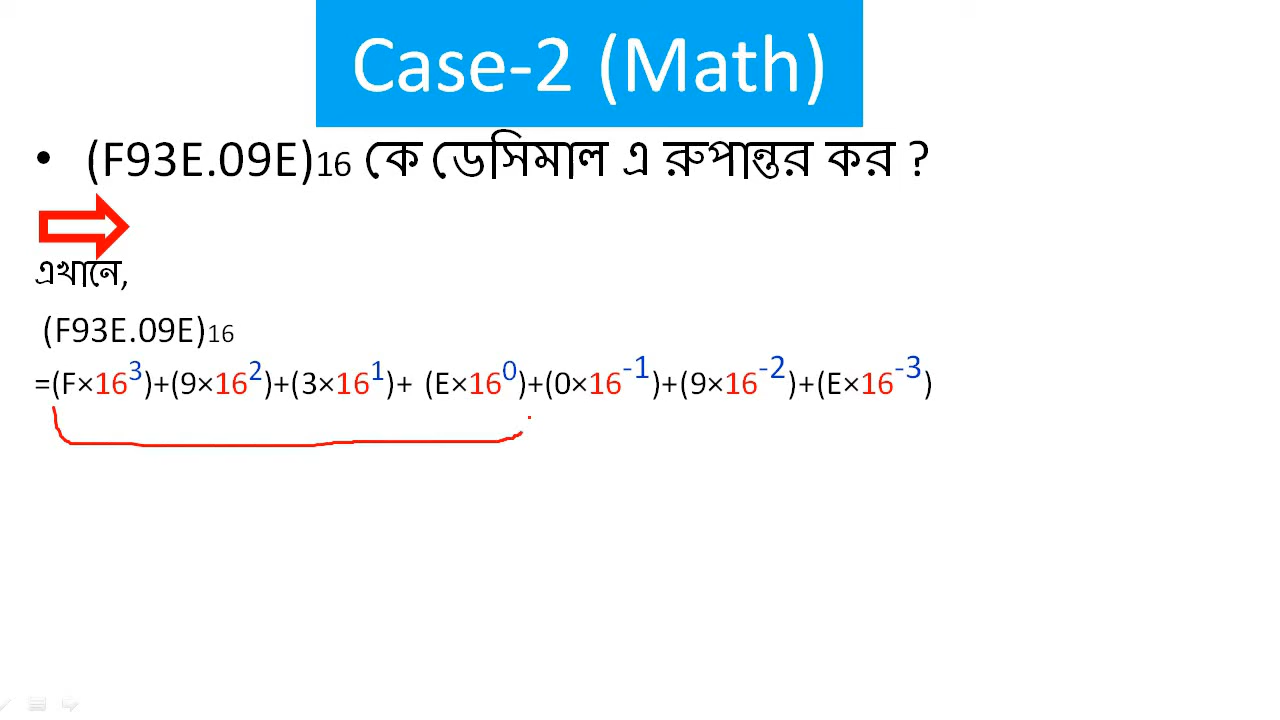 Case-2 (Math)
• (F93E.09E)16 কে ডেসিমাল এ রুপান্তর কর ?
এখানে,
(F93E.09E)16
=(F×16³)+(9×16²)+(3×16¹)+ (E×16⁰)+(0×16⁻¹)+(9×16⁻²)+(E×16⁻³)